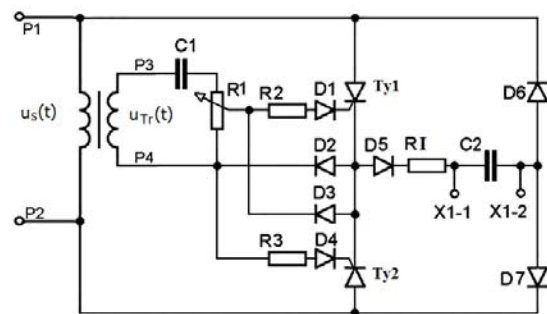 P1
P3
C1
R1
R2
D1
Ty1
D6
uS(t)
uTr(t)
D2
D5
RI
C2
P4
D3
X1-1
X1-2
P2
R3
D4
Ty2
D7